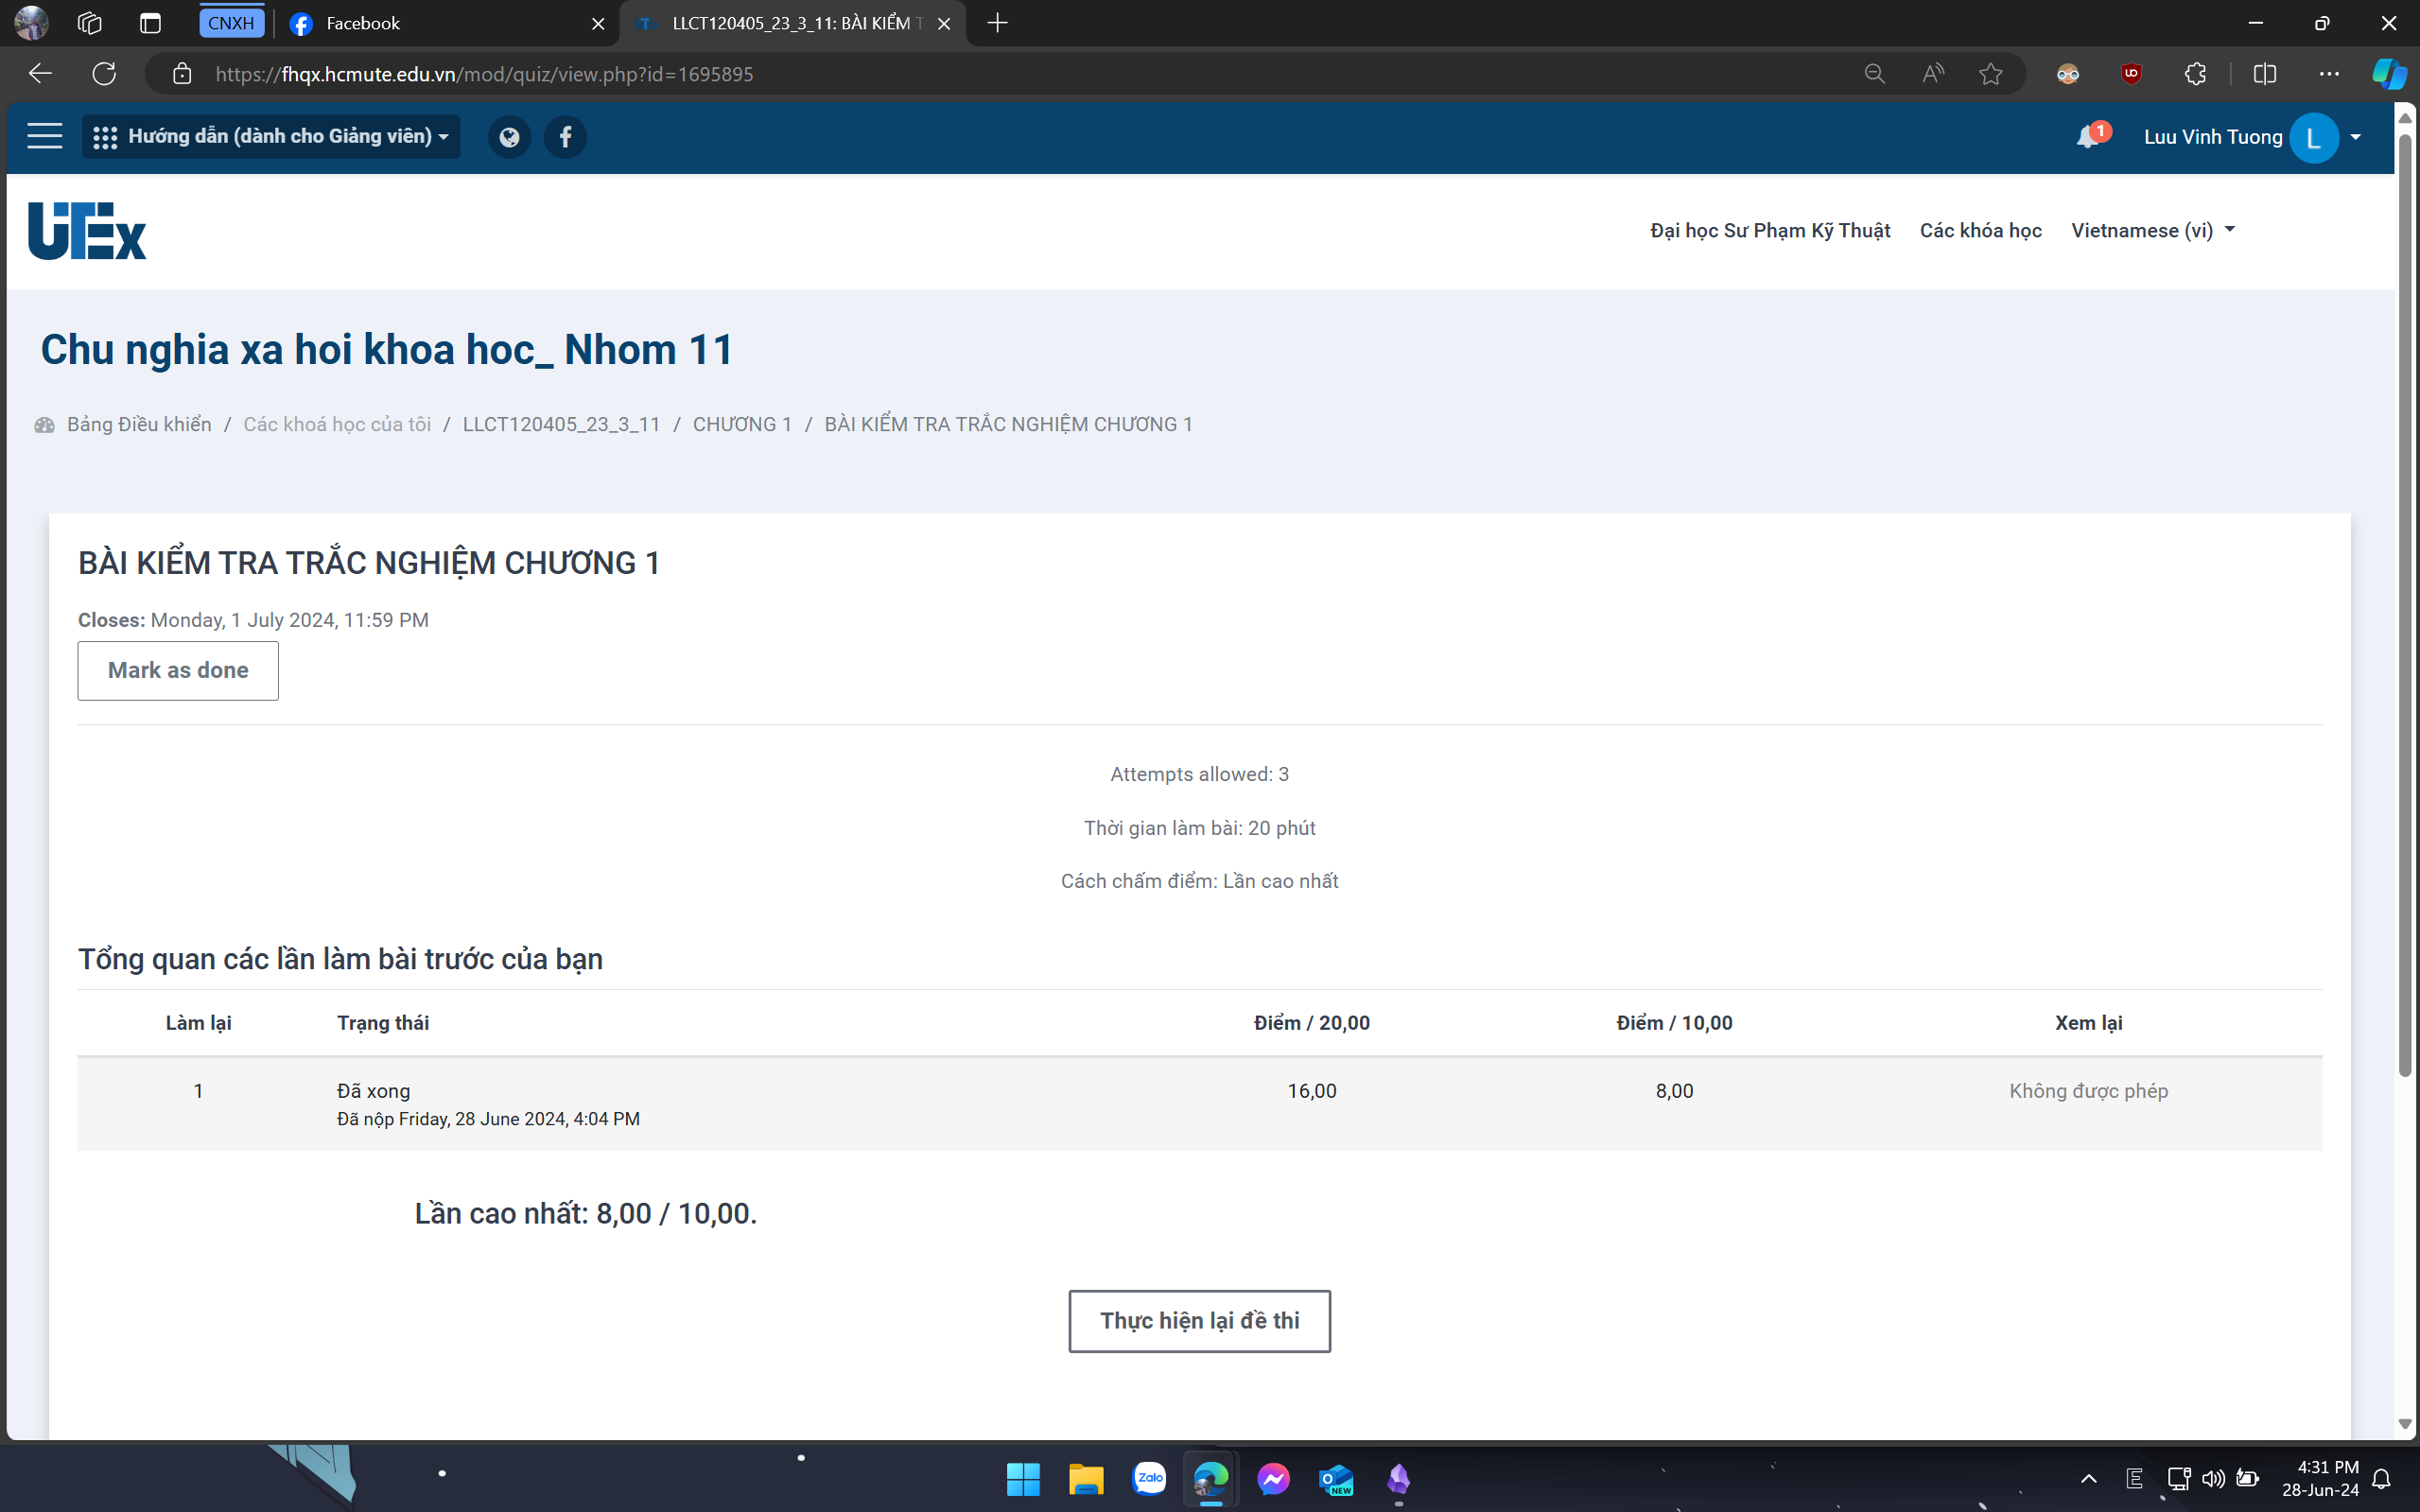 CNXH
Facebook
LLCT120405_23_3_11: BÀI KIỂM T
https://fhqx.hcmute.edu.vn/mod/quiz/view.php?id=1695895
Hướng dẫn (dành cho Giảng viên)
1
Luu Vinh Tuong
L
UTEx
Đại học Sư Phạm Kỹ Thuật
Các khóa học
Vietnamese (vi)
Chu nghia xa hoi khoa hoc_ Nhom 11
Bảng Điều khiển / Các khoá học của tôi / LLCT120405_23_3_11 / CHƯƠNG 1 / BÀI KIỂM TRA TRẮC NGHIỆM CHƯƠNG 1
BÀI KIỂM TRA TRẮC NGHIỆM CHƯƠNG 1
Closes: Monday, 1 July 2024, 11:59 PM
Mark as done
Attempts allowed: 3
Thời gian làm bài: 20 phút
Cách chấm điểm: Lần cao nhất
Tổng quan các lần làm bài trước của bạn
Làm lại Trạng thái Điểm / 20,00 Điểm / 10,00 Xem lại
1 Đã xong 16,00 8,00 Không được phép
Đã nộp Friday, 28 June 2024, 4:04 PM
Lần cao nhất: 8,00 / 10,00.
Thực hiện lại đề thi
Zalo
NEW
E
4:31 PM
28-Jun-24